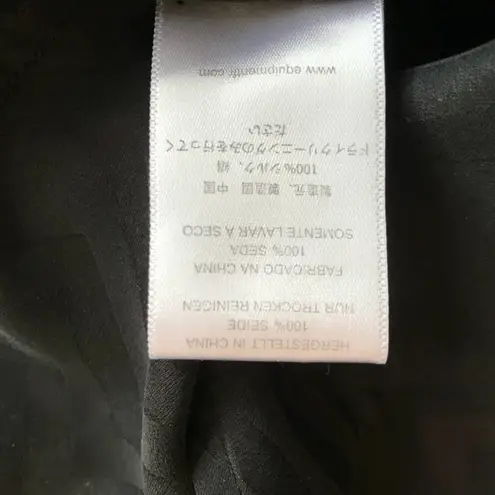 HERGESTELLT IN CHINA
100% SEIDE
NUR TROCKEN REINIGEN
FABRICADO NA CHINA
100% SEDA
SOMENTE LAVAR A SECO
製造元、製造国 中国
100%シルク、絹
ドライクリーニングのみを行ってく
ださい
www.equipmentfr.com